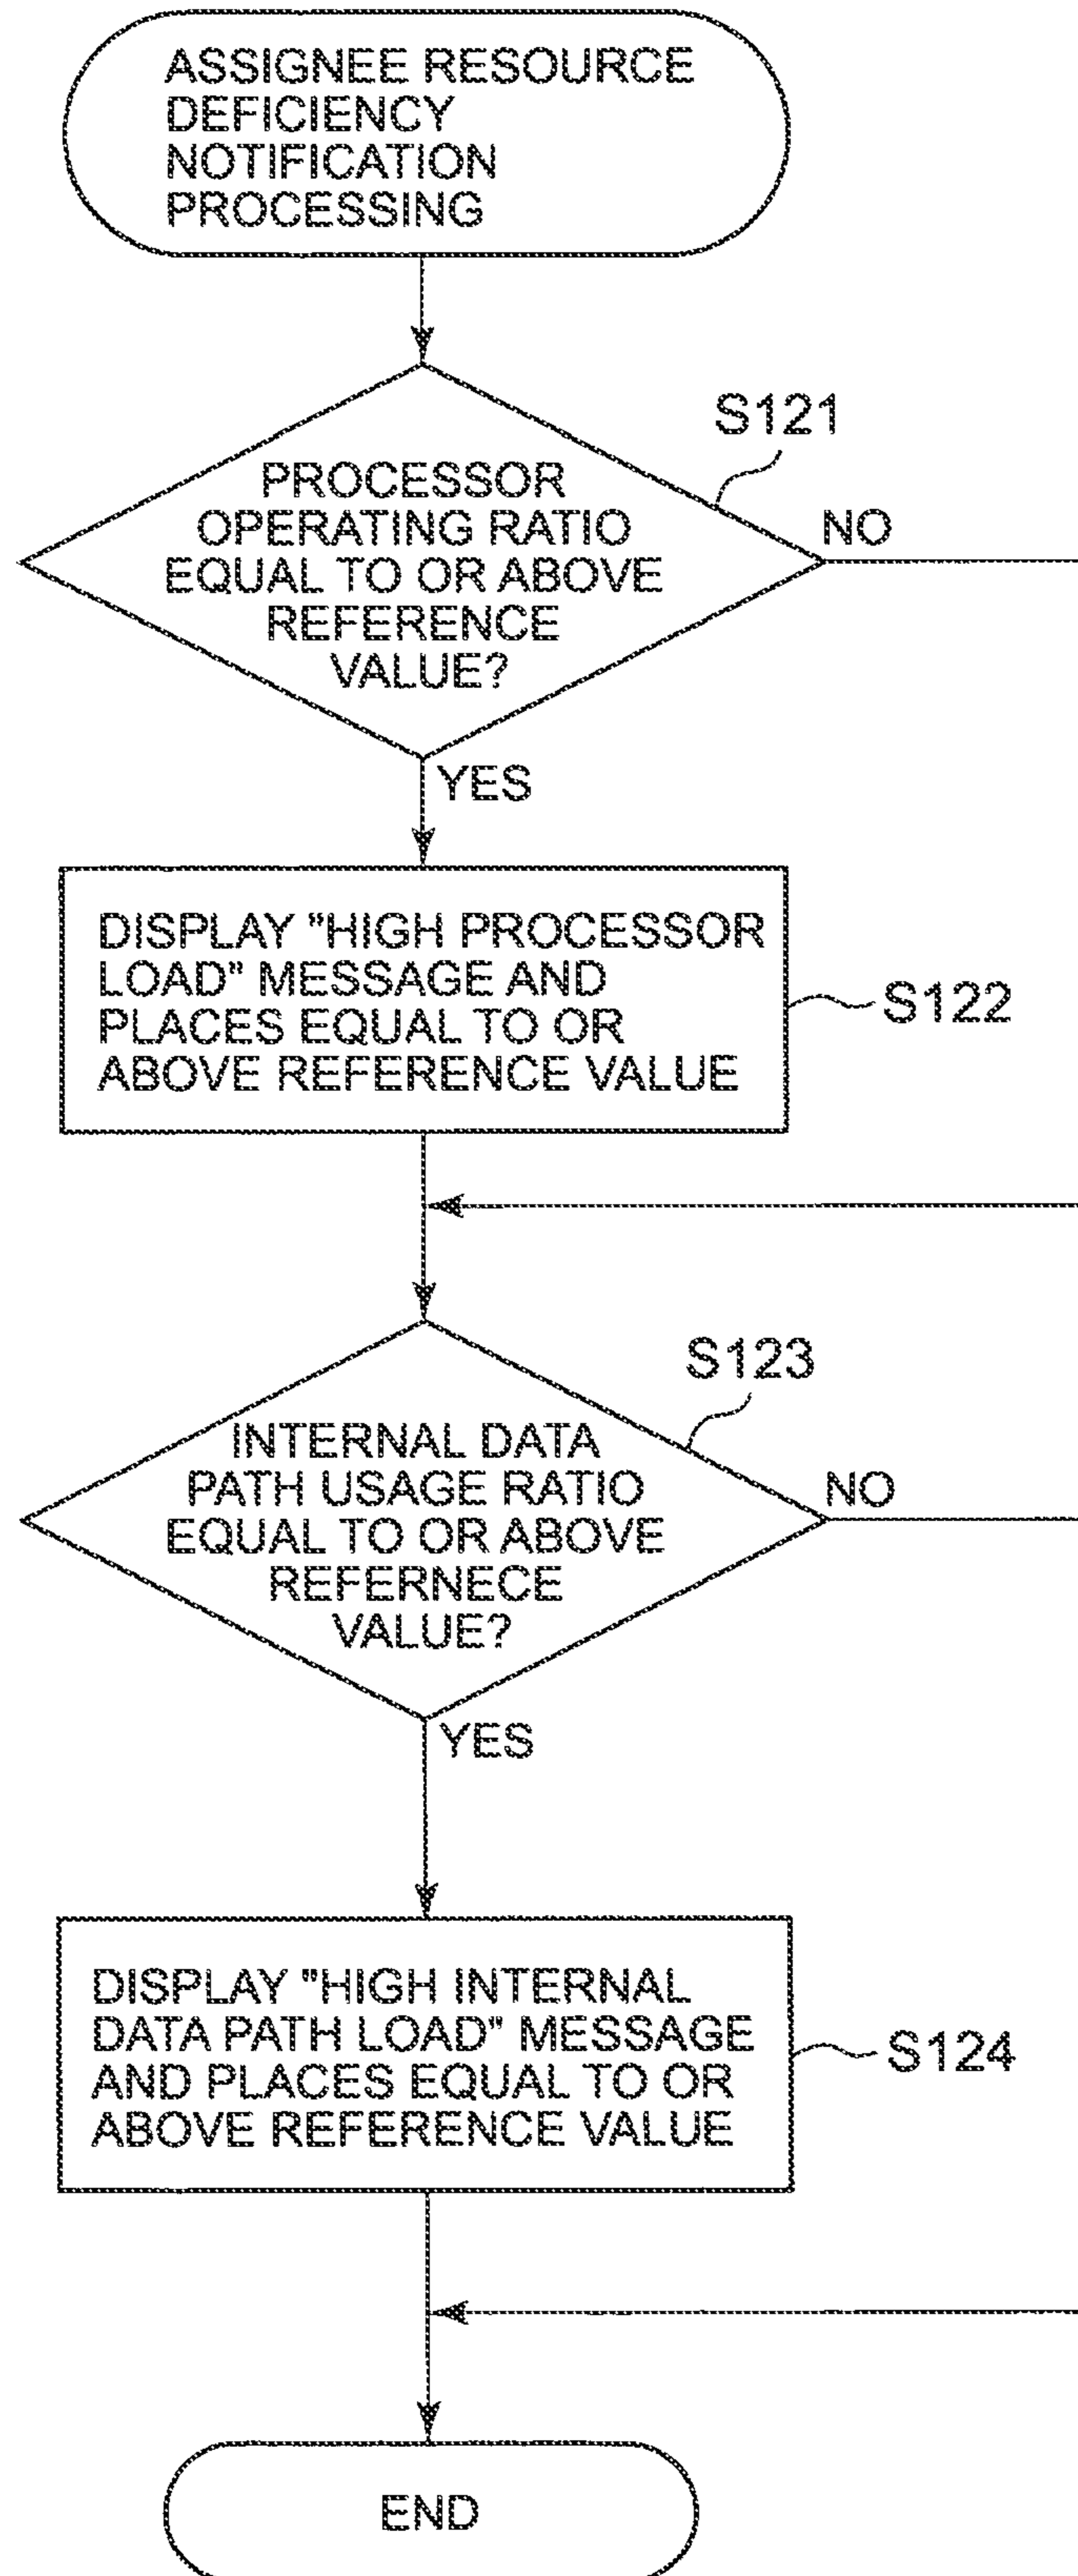 ASSIGNEE RESOURCE
DEFICIENCY
NOTIFICATION
PROCESSING
S121
PROCESSOR
OPERATING RATIO
EQUAL TO OR ABOVE
REFERENCE
VALUE?
NO
YES
DISPLAY "HIGH PROCESSOR
LOAD" MESSAGE AND
PLACES EQUAL TO OR
ABOVE REFERENCE VALUE
S122
S123
INTERNAL DATA
PATH USAGE RATIO
EQUAL TO OR ABOVE
REFERNECE
VALUE?
NO
YES
DISPLAY "HIGH INTERNAL
DATA PATH LOAD" MESSAGE
AND PLACES EQUAL TO OR
ABOVE REFERENCE VALUE
S124
END